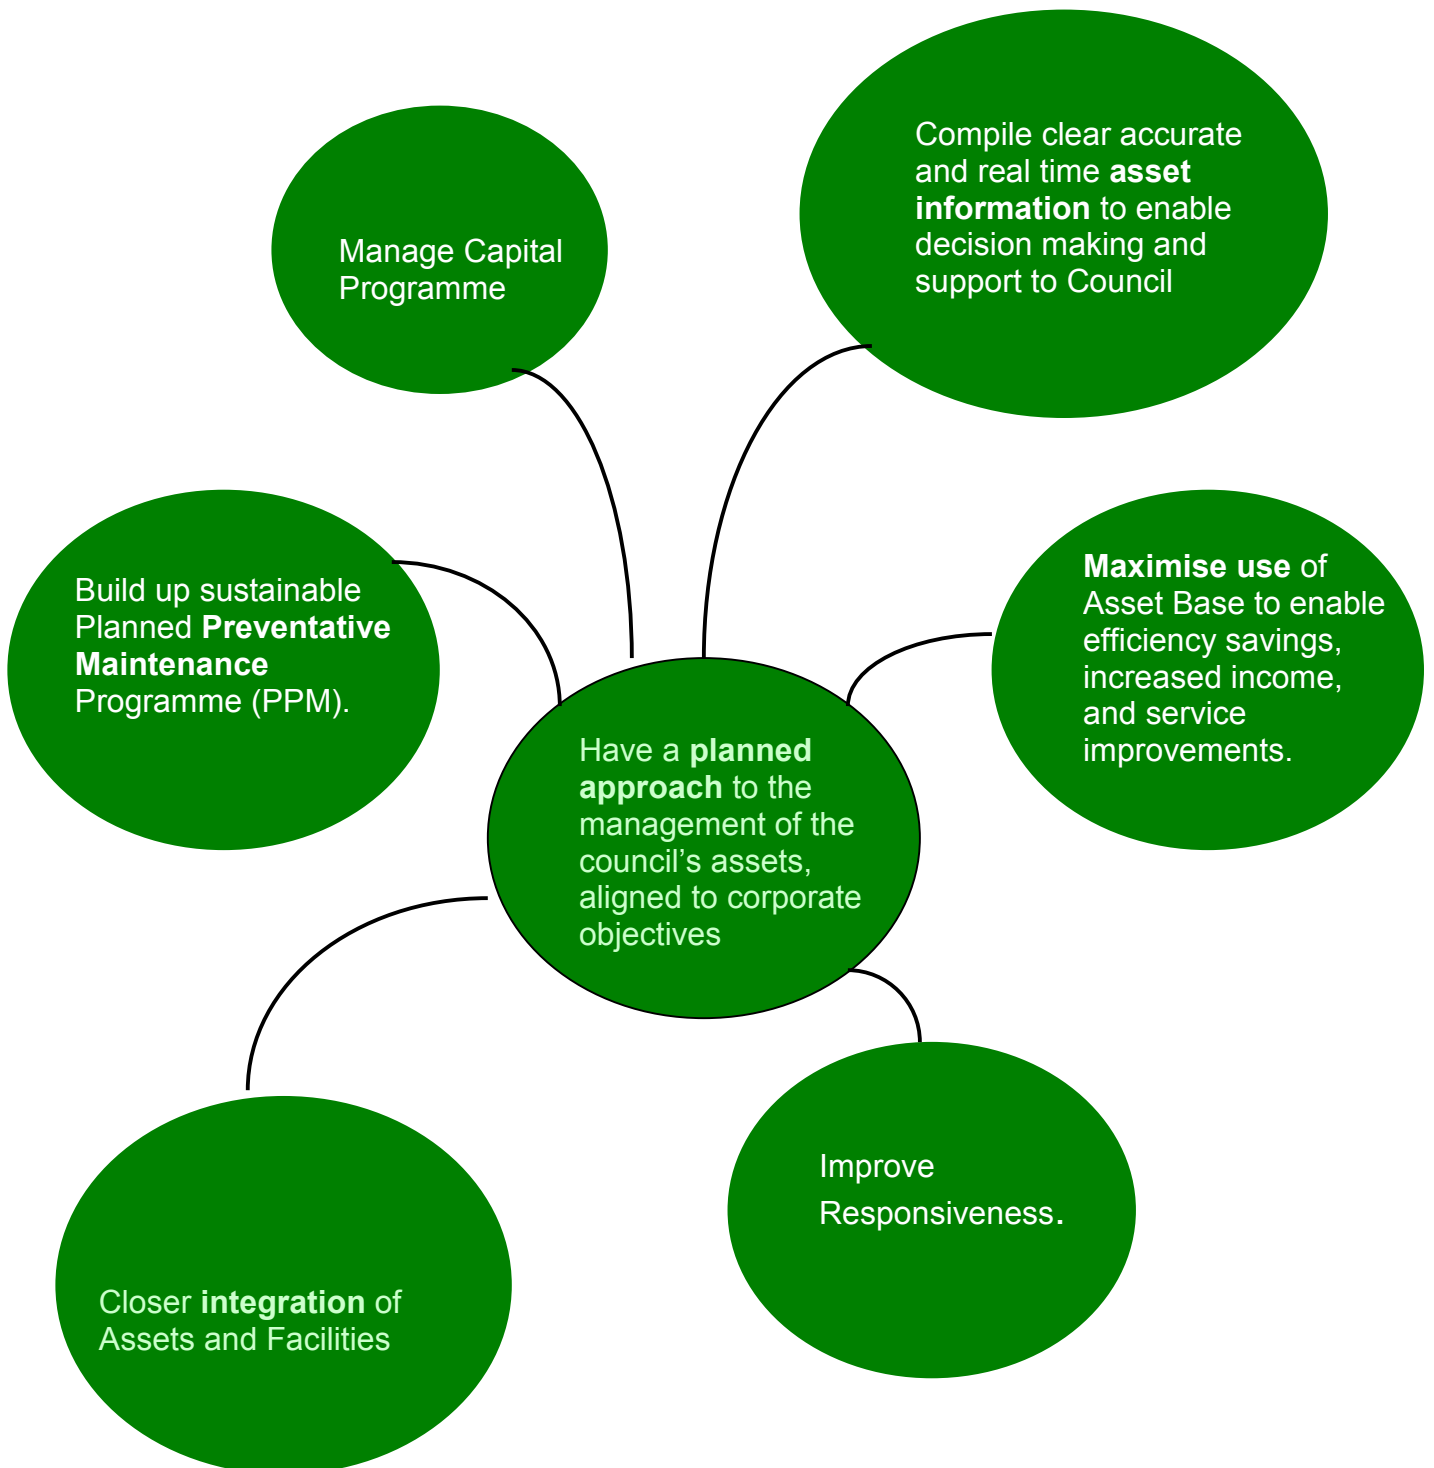 Compile clear accurate
and real time asset
information to enable
decision making and
support to Council
Manage Capital
Programme
Maximise use of
Asset Base to enable
efficiency savings,
increased income,
and service
improvements.
Build up sustainable
Planned Preventative
Maintenance
Programme (PPM).
Have a planned
approach to the
management of the
council’s assets,
aligned to corporate
objectives
Improve
Responsiveness.
Closer integration of
Assets and Facilities